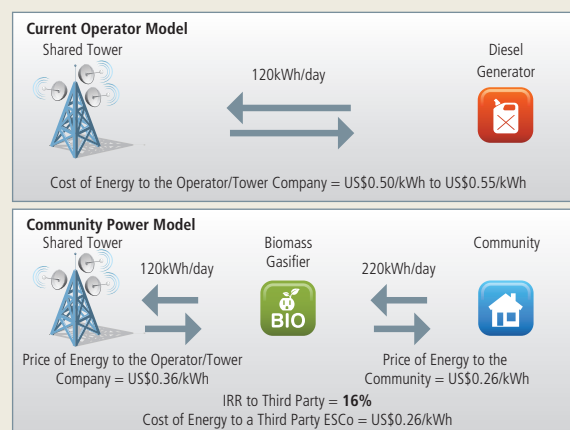 Current Operator Model
Shared Tower
Diesel
Generator
120kWh/day
Cost of Energy to the Operator/Tower Company = US$0.50/kWh to US$0.55/kWh
Community Power Model
Shared Tower
Biomass
Gasifier
Community
120kWh/day
220kWh/day
BIO
Price of Energy to the Operator/Tower
Company = US$0.36/kWh
Price of Energy to the
Community = US$0.26/kWh
IRR to Third Party = 16%
Cost of Energy to a Third Party ESCo = US$0.26/kWh